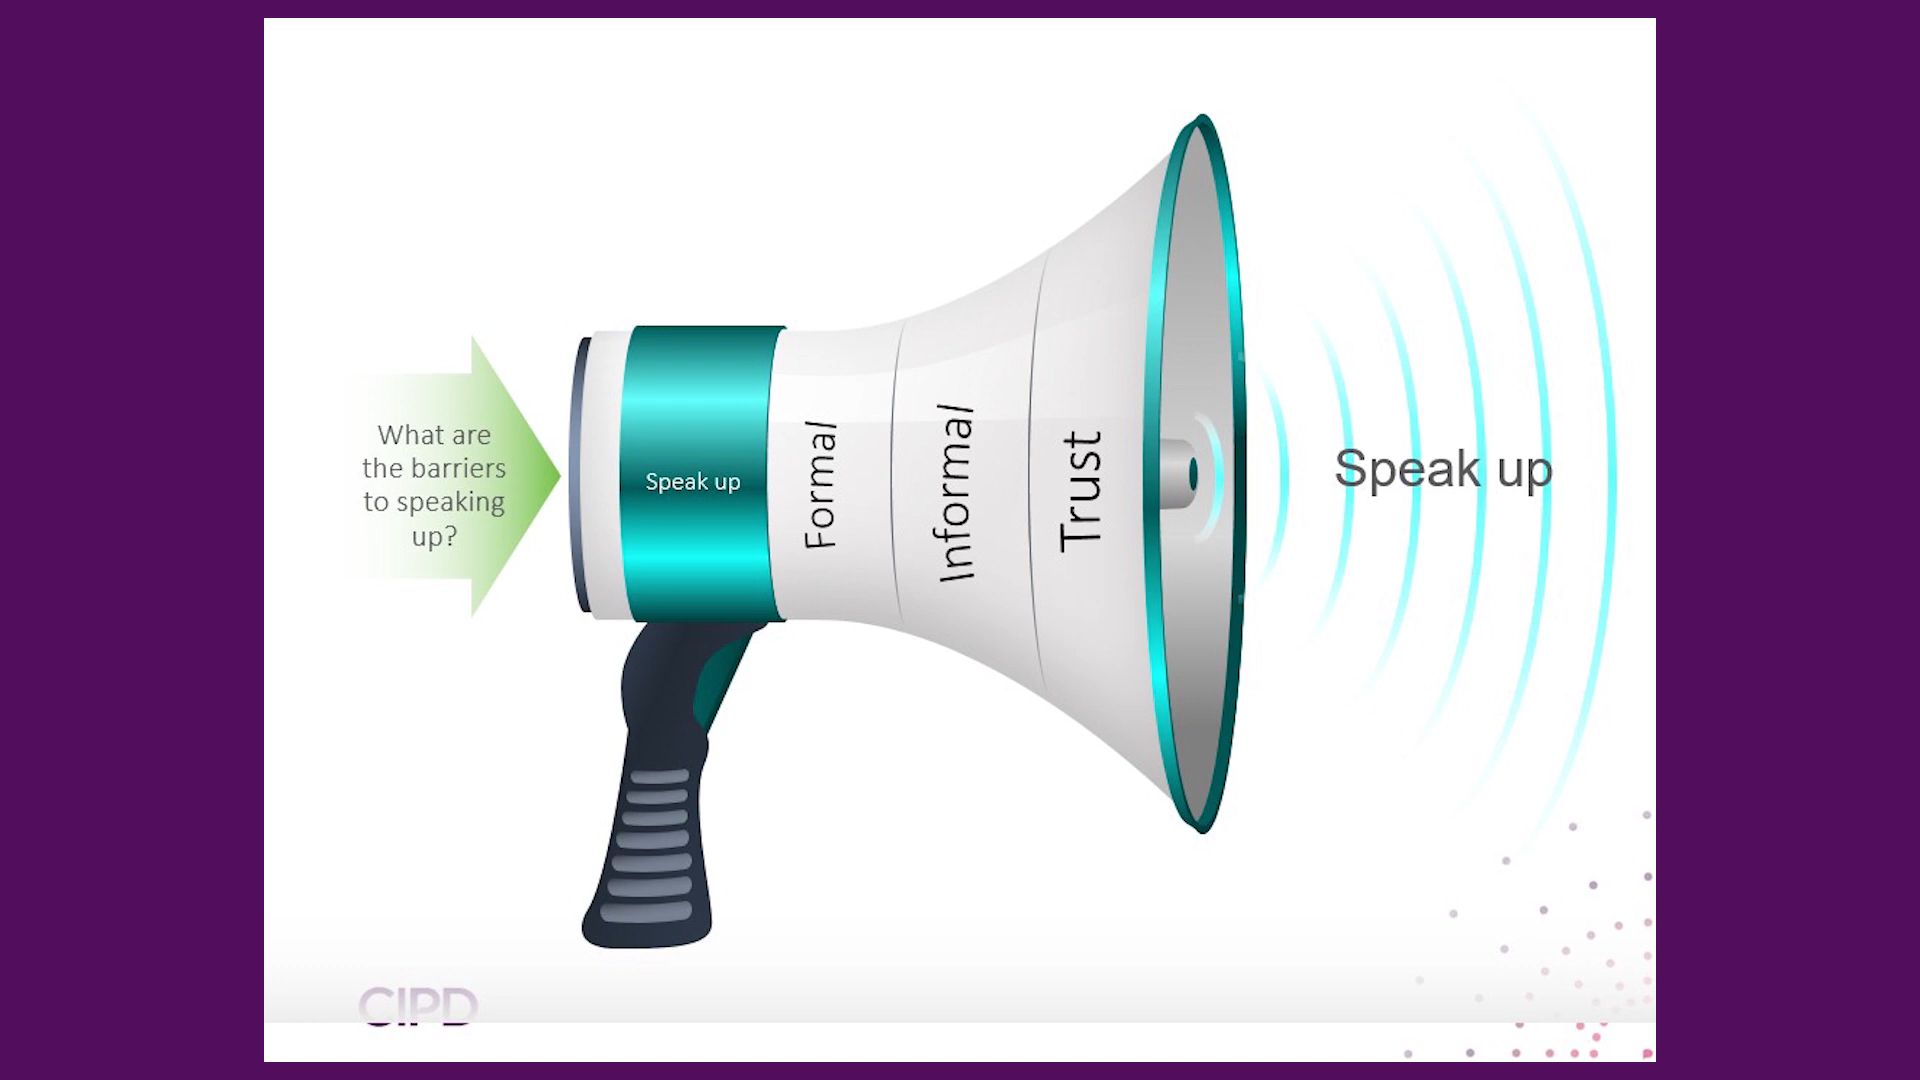 What are
the barriers
to speaking
up?
Speak up
Formal
Informal
Trust
Speak up
CIPD